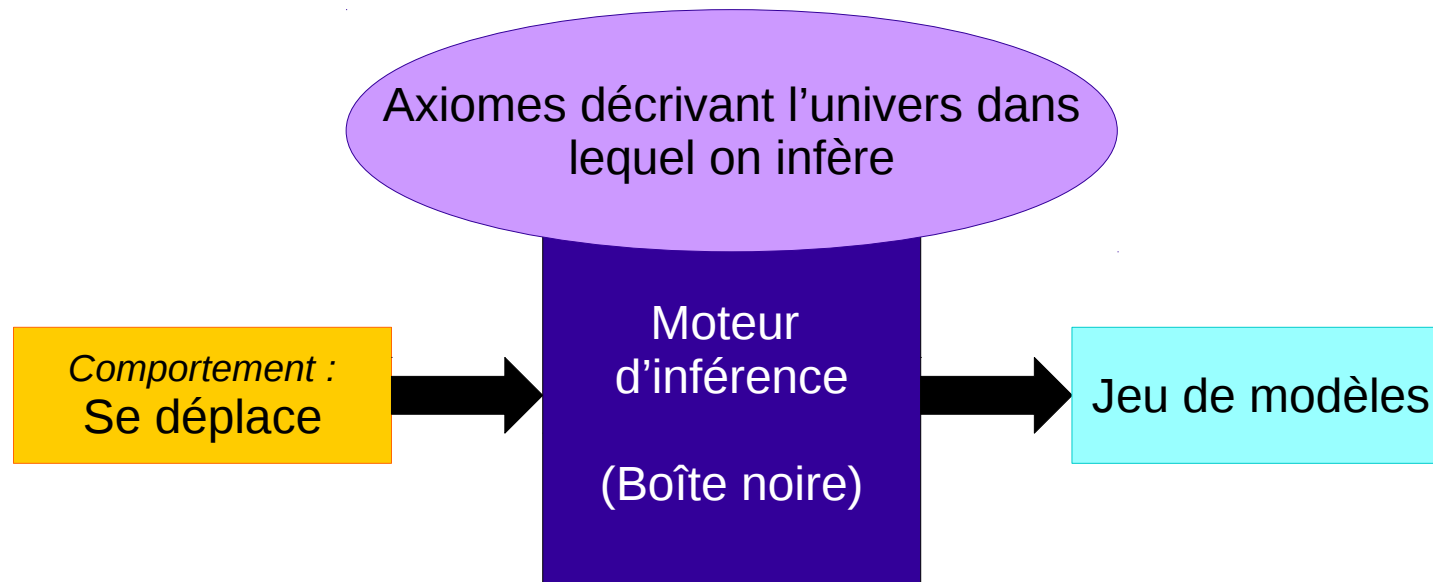 Axiomes décrivant l’univers dans
lequel on infère
Comportement :
Se déplace
Moteur
d’inférence
(Boîte noire)
Jeu de modèles